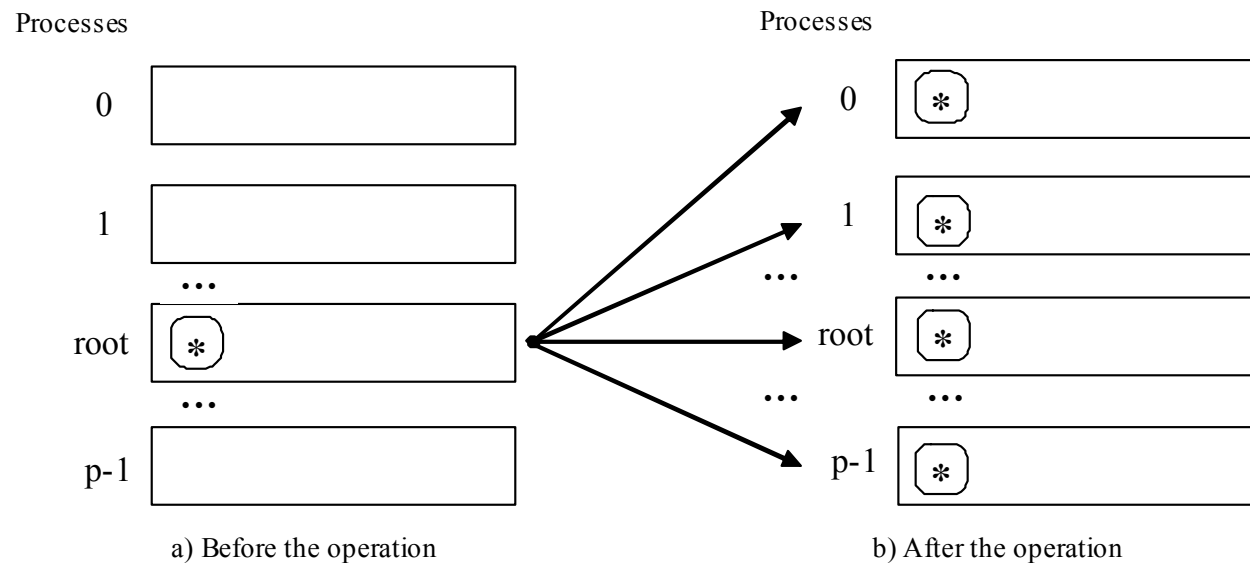 Processes
0
1
...
root
*
...
p-1
a) Before the operation
Processes
0
*
1
*
... ...
root
*
... ...
p-1
*
b) After the operation